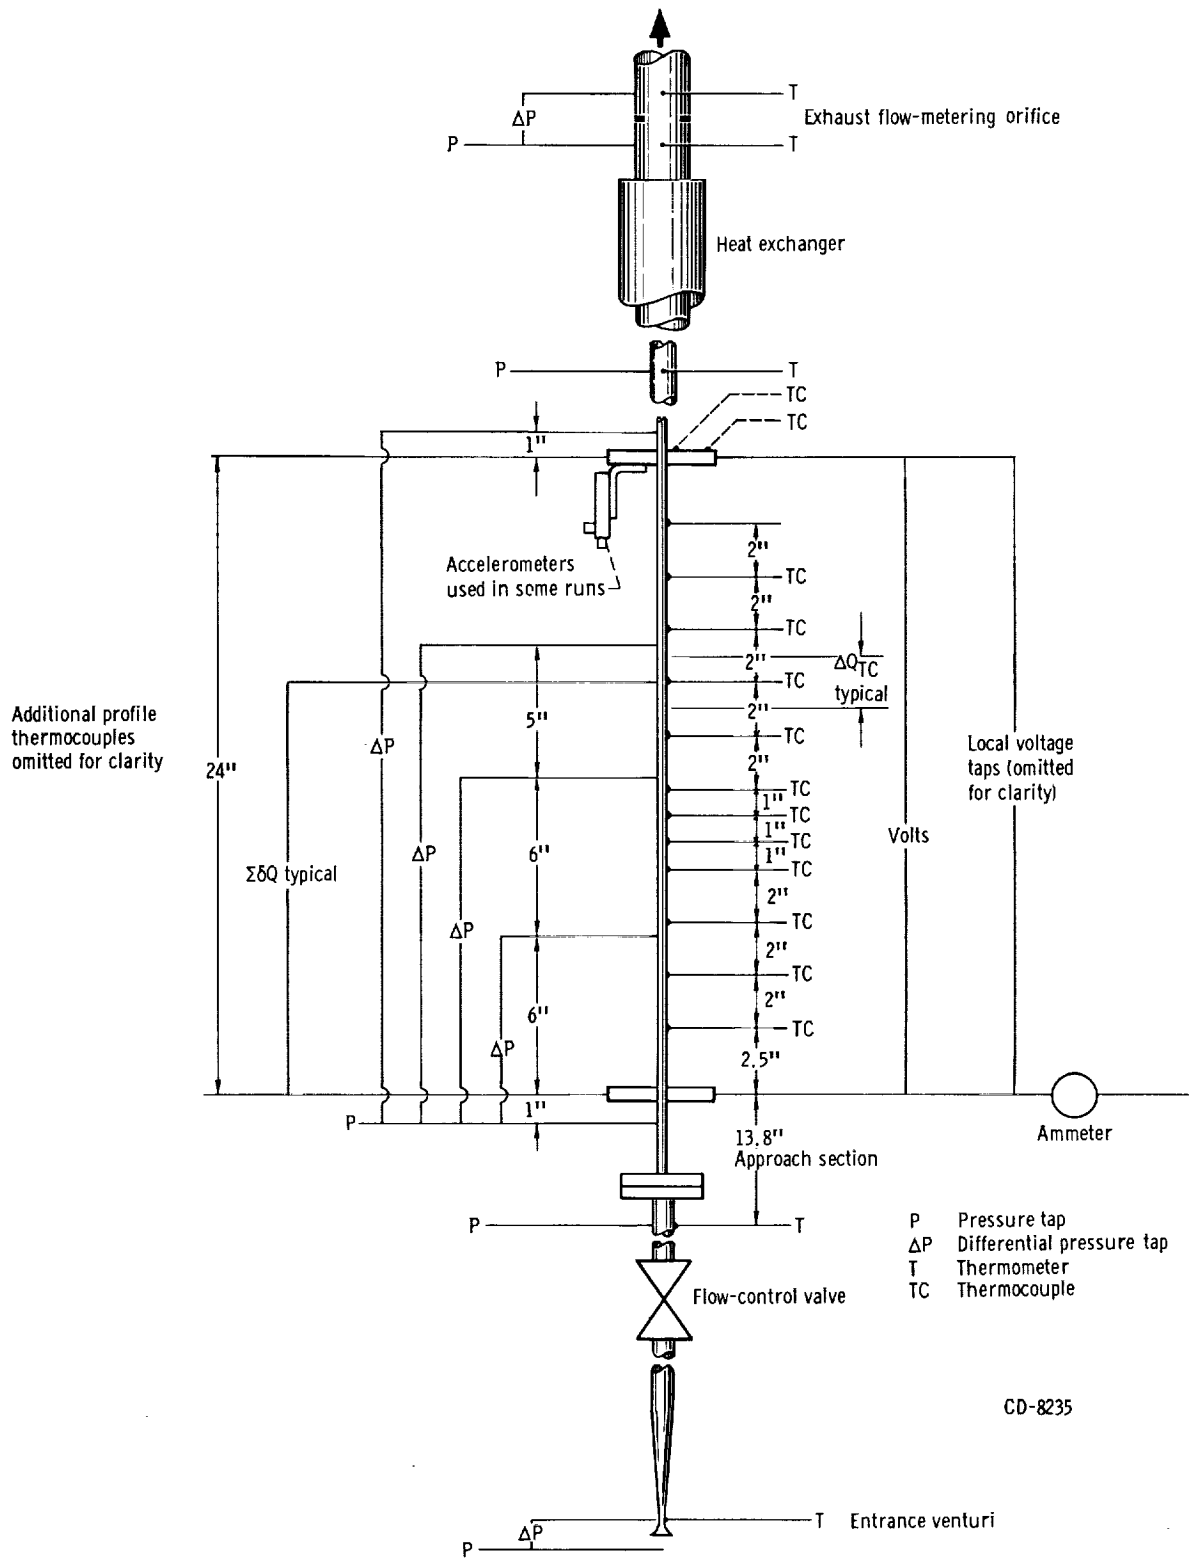 T
ΔP
Exhaust flow-metering orifice
P
T
Heat exchanger
P
T
TC
TC
1"
2"
Accelerometers
used in some runs
TC
2"
TC
2"
ΔQTC
typical
TC
5"
2"
TC
Additional profile
thermocouples
omitted for clarity
ΔP
24"
2"
Local voltage
taps (omitted
for clarity)
TC
1"
TC
1"
Volts
TC
1"
ΔP
6"
TC
ΣδQ typical
2"
TC
ΔP
2"
TC
2"
6"
TC
ΔP
2.5"
1"
P
13.8"
Approach section
Ammeter
P
T
P Pressure tap
ΔP Differential pressure tap
T Thermometer
TC Thermocouple
Flow-control valve
CD-8235
T Entrance venturi
ΔP
P